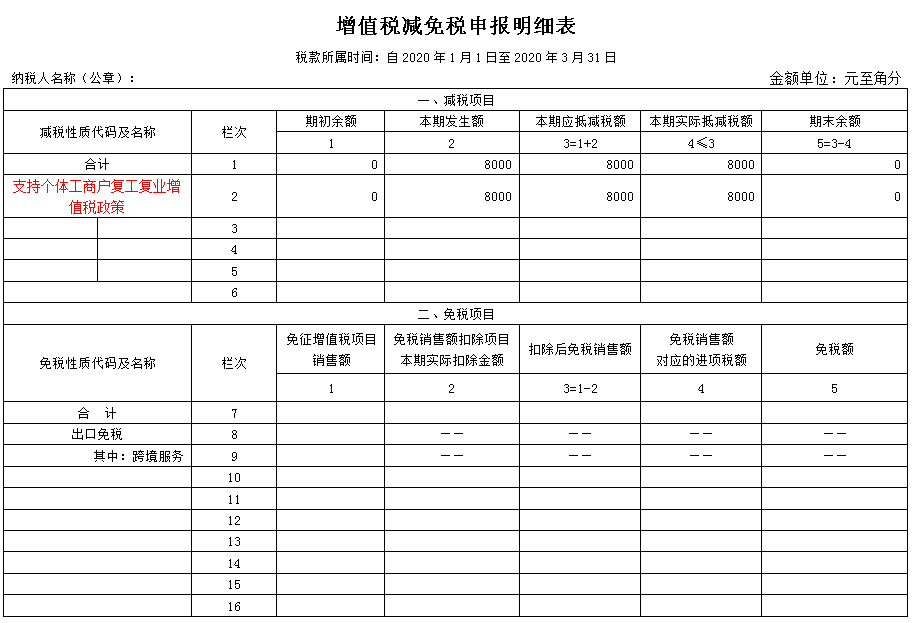 增值税减免税申报明细表
税款所属时间：自2020年1月1日至2020年3月31日
纳税人名称（公章）：
金额单位：元至角分
一、减税项目
减税性质代码及名称 栏次 期初余额 本期发生额 本期应抵减税额 本期实际抵减税额 期末余额
1 2 3=1+2 4≤3 5=3-4
合计 1 0 8000 8000 8000 0
支持个体工商户复工复业增
值税政策
2 0 8000 8000 8000 0
3
4
5
6
二、免税项目
免税性质代码及名称 栏次
免征增值税项目
销售额
免税销售额扣除项目
本期实际扣除金额
扣除后免税销售额
免税销售额
对应的进项税额
免税额
1 2 3=1-2 4 5
合 计 7
出口免税 8 —— —— —— ——
其中：跨境服务 9 —— —— —— ——
10
11
12
13
14
15
16